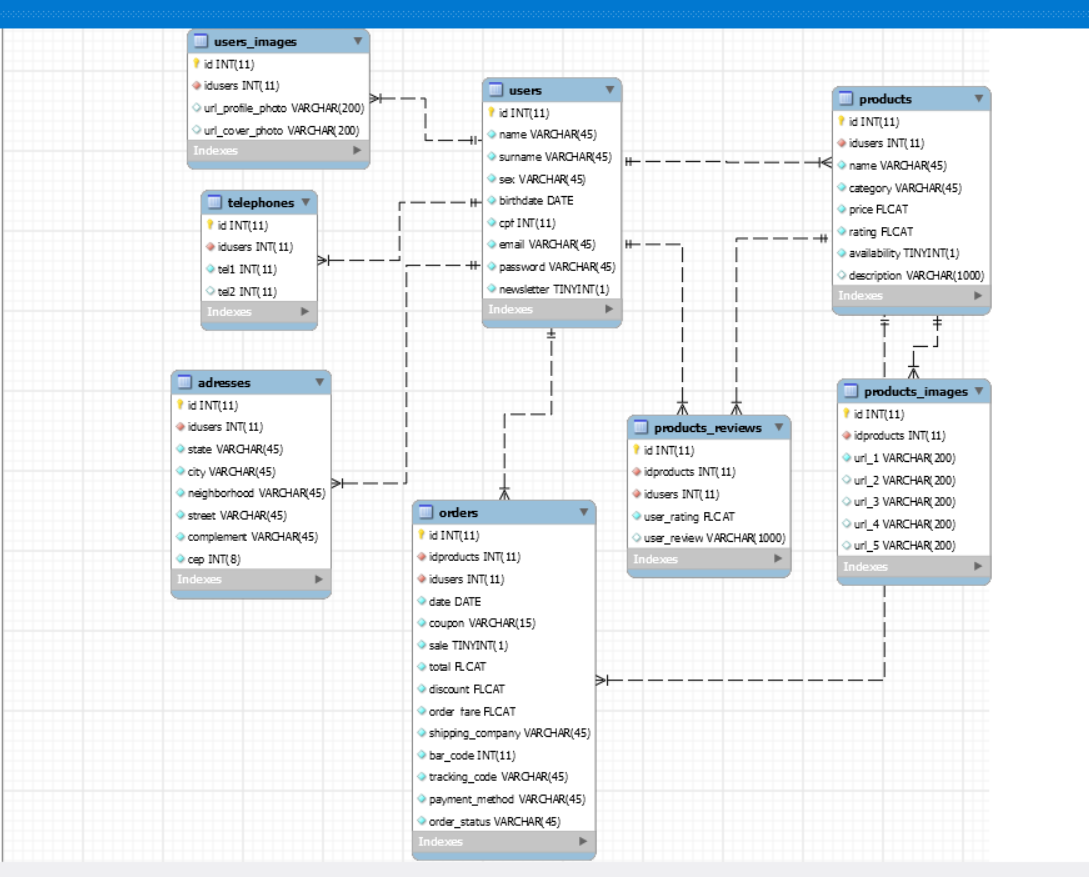 users_images
id INT(11)
idusers INT(11)
url_profile_photo VARCHAR(200)
url_cover_photo VARCHAR(200)
Indexes
telephones
id INT(11)
idusers INT(11)
tel1 INT(11)
tel2 INT(11)
Indexes
adresses
id INT(11)
idusers INT(11)
state VARCHAR(45)
city VARCHAR(45)
neighborhood VARCHAR(45)
street VARCHAR(45)
complement VARCHAR(45)
cep INT(8)
Indexes
users
id INT(11)
name VARCHAR(45)
surname VARCHAR(45)
sex VARCHAR(45)
birthdate DATE
cpf INT(11)
email VARCHAR(45)
password VARCHAR(45)
newsletter TINYINT(1)
Indexes
orders
id INT(11)
idproducts INT(11)
idusers INT(11)
date DATE
coupon VARCHAR(15)
sale TINYINT(1)
total FLOAT
discount FLOAT
order fare FLOAT
shipping_company VARCHAR(45)
bar_code INT(11)
tracking_code VARCHAR(45)
payment_method VARCHAR(45)
order_status VARCHAR(45)
Indexes
products
id INT(11)
idusers INT(11)
name VARCHAR(45)
category VARCHAR(45)
price FLOAT
rating FLOAT
availability TINYINT(1)
description VARCHAR(1000)
Indexes
products_reviews
id INT(11)
idproducts INT(11)
idusers INT(11)
user_rating FLOAT
user_review VARCHAR(1000)
Indexes
products_images
id INT(11)
idproducts INT(11)
url_1 VARCHAR(200)
url_2 VARCHAR(200)
url_3 VARCHAR(200)
url_4 VARCHAR(200)
url_5 VARCHAR(200)
Indexes